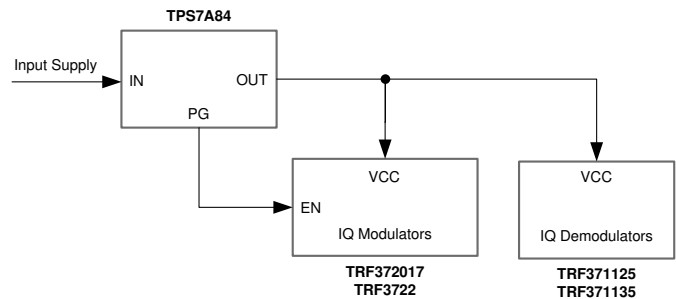 TPS7A84
Input Supply
IN
OUT
PG
VCC
VCC
EN
IQ Modulators
IQ Demodulators
TRF372017
TRF3722
TRF371125
TRF371135